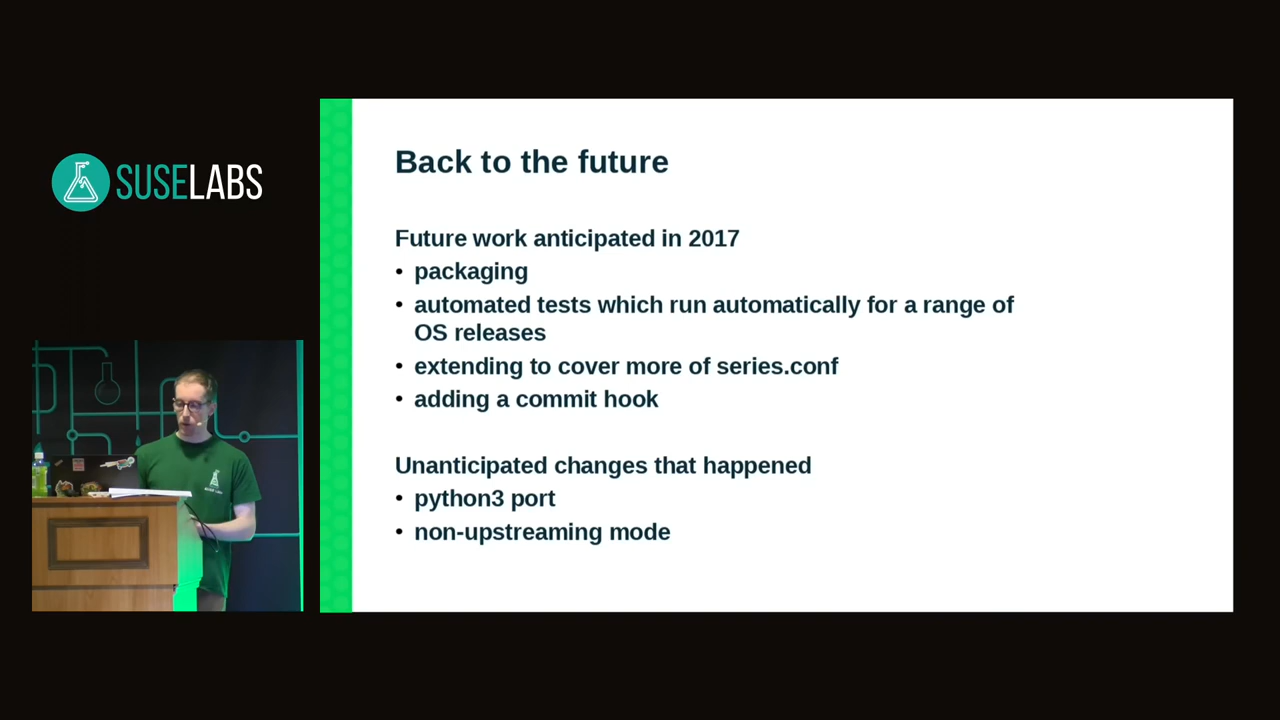 SUSELABS
Back to the future
Future work anticipated in 2017
• packaging
• automated tests which run automatically for a range of
OS releases
• extending to cover more of series.conf
• adding a commit hook
Unanticipated changes that happened
• python3 port
• non-upstreaming mode